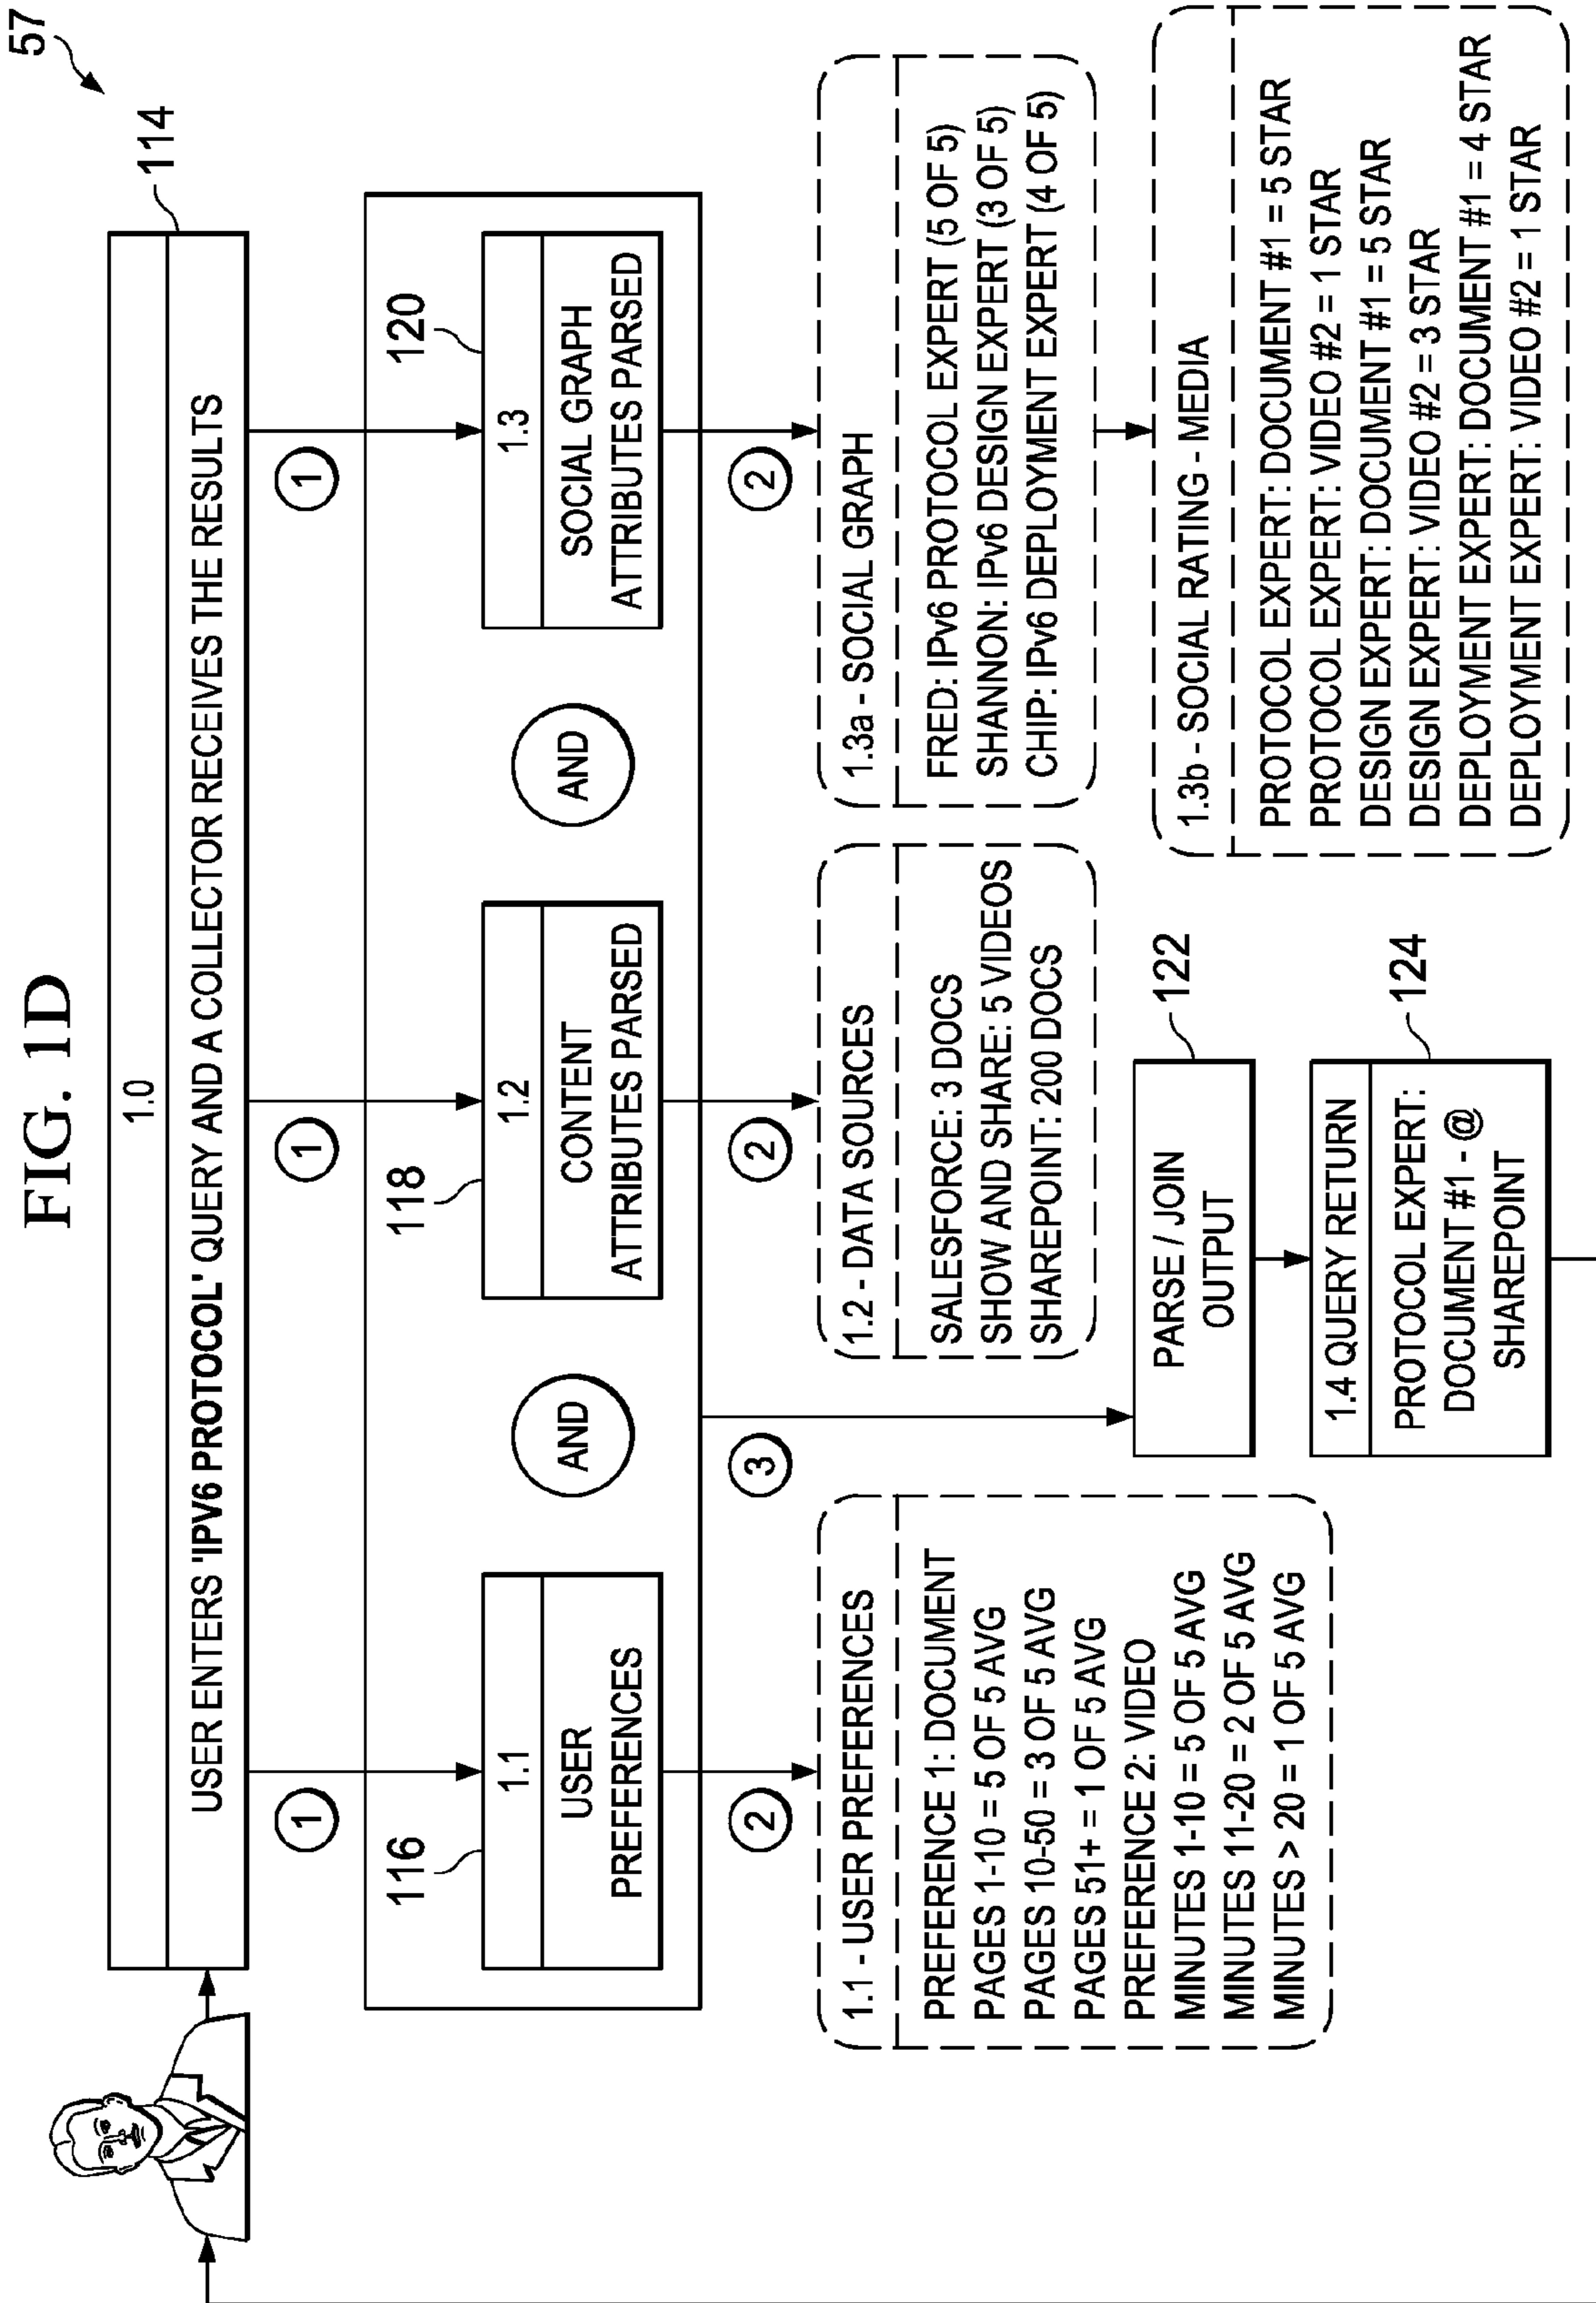 FIG. 1D
57
114
1.0
USER ENTERS 'IPV6 PROTOCOL' QUERY AND A COLLECTOR RECEIVES THE RESULTS
1
1
1
116
1.1
USER
PREFERENCES
AND
118
1.2
CONTENT
ATTRIBUTES PARSED
AND
120
1.3
SOCIAL GRAPH
ATTRIBUTES PARSED
2
3
2
2
1.1 - USER PREFERENCES
PREFERENCE 1: DOCUMENT
PAGES 1-10 = 5 OF 5 AVG
PAGES 10-50 = 3 OF 5 AVG
PAGES 51+ = 1 OF 5 AVG
PREFERENCE 2: VIDEO
MINUTES 1-10 = 5 OF 5 AVG
MINUTES 11-20 = 2 OF 5 AVG
MINUTES > 20 = 1 OF 5 AVG
1.2 - DATA SOURCES
SALESFORCE: 3 DOCS
SHOW AND SHARE: 5 VIDEOS
SHAREPOINT: 200 DOCS
1.3a - SOCIAL GRAPH
FRED: IPv6 PROTOCOL EXPERT (5 OF 5)
SHANNON: IPv6 DESIGN EXPERT (3 OF 5)
CHIP: IPv6 DEPLOYMENT EXPERT (4 OF 5)
122
PARSE / JOIN
OUTPUT
124
1.4 QUERY RETURN
PROTOCOL EXPERT:
DOCUMENT #1 - @
SHAREPOINT
1.3b - SOCIAL RATING - MEDIA
PROTOCOL EXPERT: DOCUMENT #1 = 5 STAR
PROTOCOL EXPERT: VIDEO #2 = 1 STAR
DESIGN EXPERT: DOCUMENT #1 = 5 STAR
DESIGN EXPERT: VIDEO #2 = 3 STAR
DEPLOYMENT EXPERT: DOCUMENT #1 = 4 STAR
DEPLOYMENT EXPERT: VIDEO #2 = 1 STAR